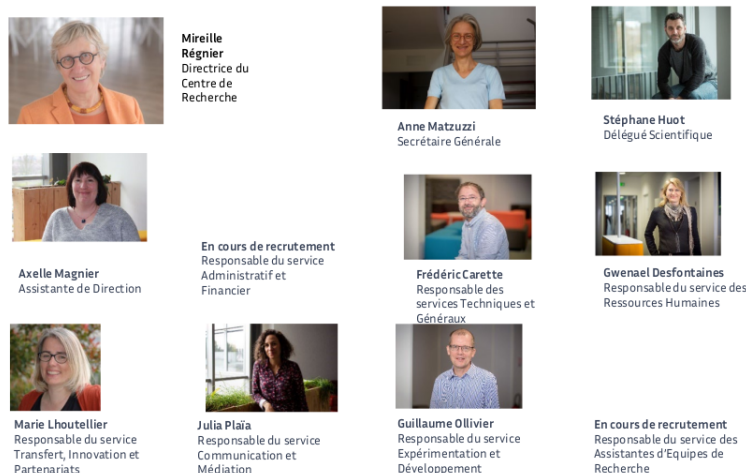 Mireille
Régnier
Directrice du
Centre de
Recherche
Anne Matzuzzi
Secrétaire Générale
Stéphane Huot
Délégué Scientifique
Axelle Magnier
Assistante de Direction
En cours de recrutement
Responsable du service
Administratif et
Financier
Frédéric Carette
Responsable des
services Techniques et
Généraux
Gwenael Desfontaines
Responsable du service des
Ressources Humaines
Marie Lhoutellier
Responsable du service
Transfert, Innovation et
Partenariats
Julia Plaïa
Responsable du service
Communication et
Médiation
Guillaume Ollivier
Responsable du service
Expérimentation et
Développement
En cours de recrutement
Responsable du service des
Assistantes d'Equipes de
Recherche